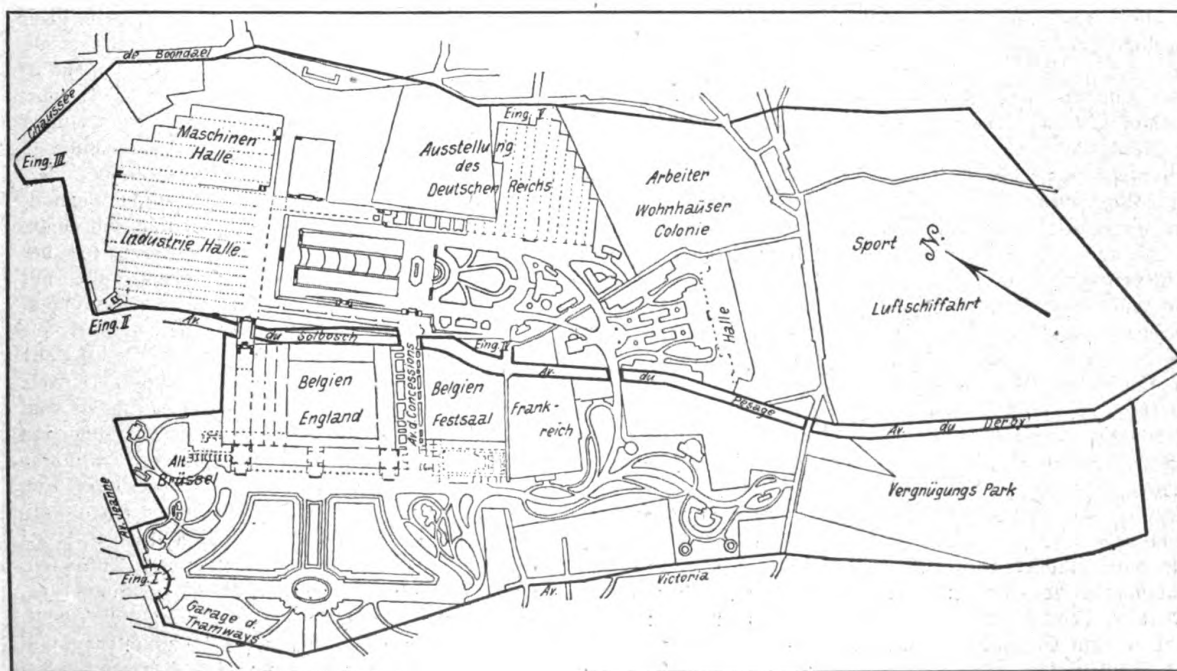 Chaussée
de Boondael
Eing. III
Maschinen
Halle
Ausstellung
des
Deutschen Reichs
Eing. V
Arbeiter
Wohnhaüser
Colonie
Industrie Halle
Sport
N.
Luftschiffahrt
Halle
Eing. II
Av. du Solbosch
Eing. IV
Av. du Pesage
Av. du Derby
Belgien
England
Av. d. Concessions
Belgien
Festsaal
Frank-
reich
Alt
Brüssel
Vergnügungs Park
Av. Jeanne
Eing. I
Garage d.
Tramways
Av. Victoria